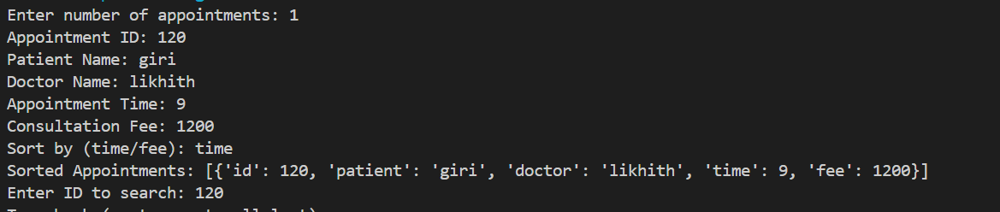 Enter number of appointments: 1
Appointment ID: 120
Patient Name: giri
Doctor Name: likhith
Appointment Time: 9
Consultation Fee: 1200
Sort by (time/fee): time
Sorted Appointments: [{'id': 120, 'patient': 'giri', 'doctor': 'likhith', 'time': 9, 'fee': 1200}]
Enter ID to search: 120